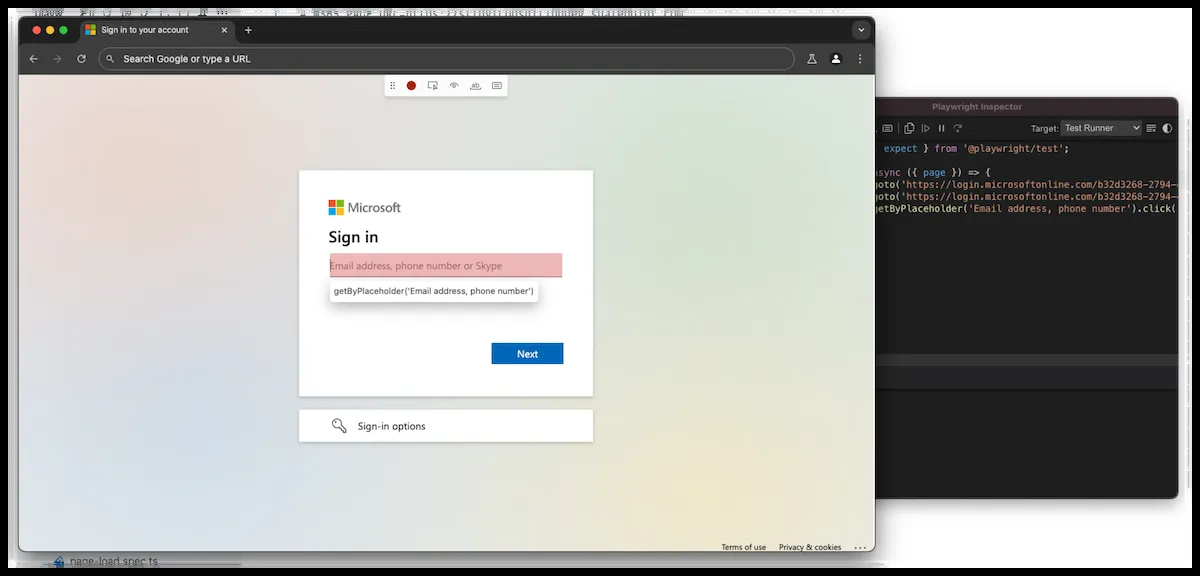 Sign in to your account
Search Google or type a URL
Microsoft
Sign in
Email address, phone number or Skype
getByPlaceholder('Email address, phone number')
Next
Sign-in options
Terms of use
Privacy & cookies
Playwright Inspector
Target: Test Runner
expect } from '@playwright/test';
async ({ page }) => {
goto('https://login.microsoftonline.com/b32d3268-2794-
goto('https://login.microsoftonline.com/b32d3268-2794-
getByPlaceholder('Email address, phone number').click(
page-load.spec.ts